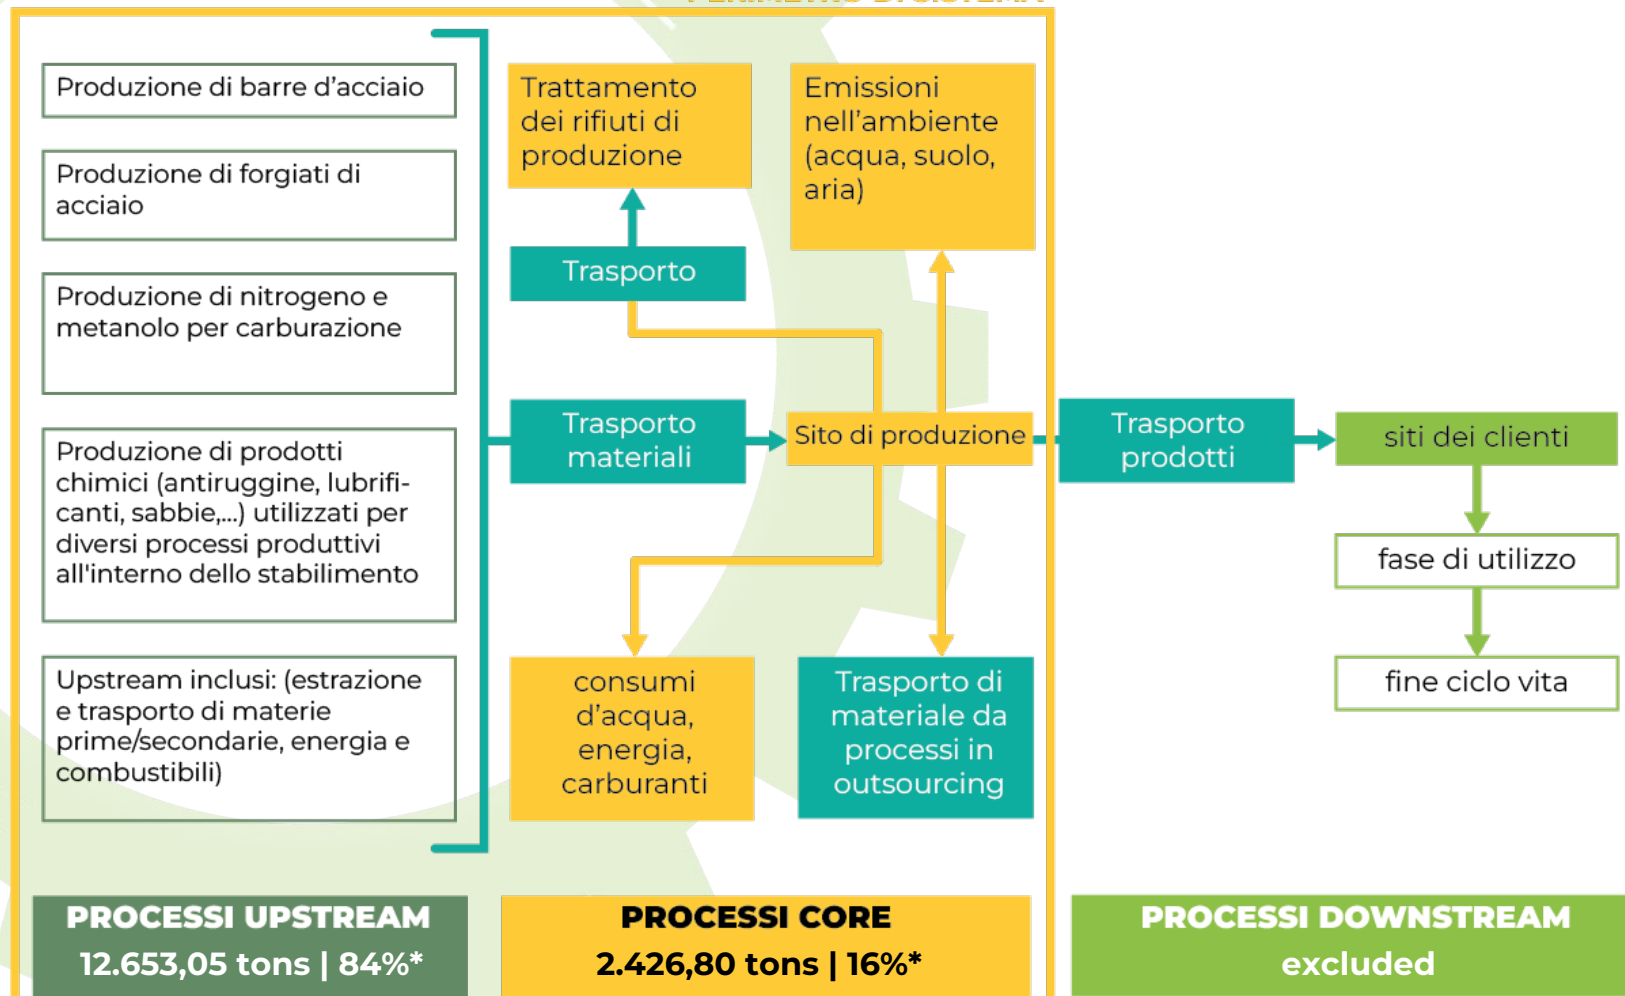 PERIMETRO DI SISTEMA
Produzione di barre d'acciaio
Produzione di forgiati di
acciaio
Produzione di nitrogeno e
metanolo per carburazione
Produzione di prodotti
chimici (antiruggine, lubrifi-
canti, sabbie,...) utilizzati per
diversi processi produttivi
all'interno dello stabilimento
Upstream inclusi: (estrazione
e trasporto di materie
prime/secondarie, energia e
combustibili)
Trattamento
dei rifiuti di
produzione
Emissioni
nell'ambiente
(acqua, suolo,
aria)
Trasporto
Trasporto
materiali
Sito di produzione
Trasporto
prodotti
siti dei clienti
fase di utilizzo
fine ciclo vita
consumi
d'acqua,
energia,
carburanti
Trasporto di
materiale da
processi in
outsourcing
PROCESSI UPSTREAM
12.653,05 tons | 84%*
PROCESSI CORE
2.426,80 tons | 16%*
PROCESSI DOWNSTREAM
excluded